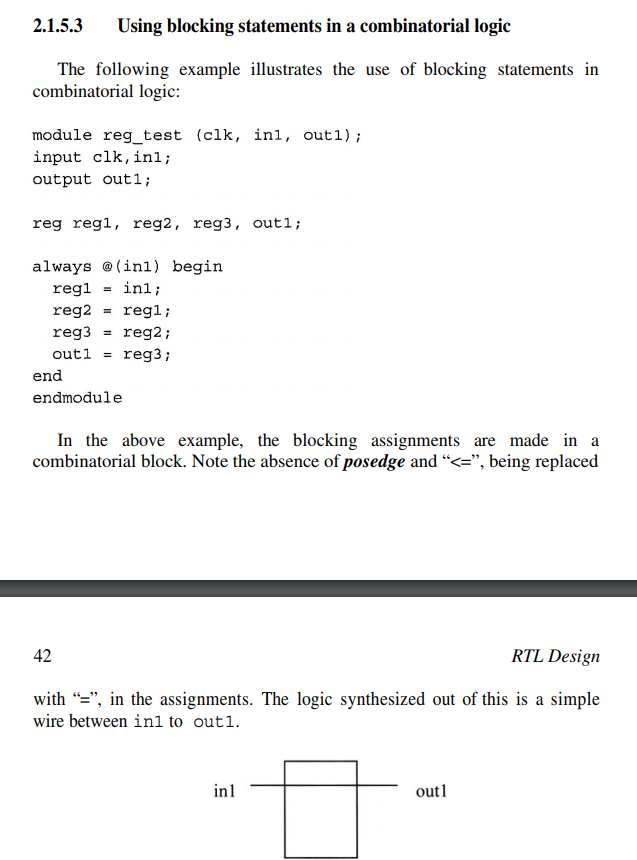 2.1.5.3 Using blocking statements in a combinatorial logic
The following example illustrates the use of blocking statements in
combinatorial logic:
module reg_test (clk, in1, out1);
input clk,in1;
output out1;
reg reg1, reg2, reg3, out1;
always @(in1) begin
reg1 = in1;
reg2 = reg1;
reg3 = reg2;
out1 = reg3;
end
endmodule
In the above example, the blocking assignments are made in a
combinatorial block. Note the absence of posedge and “<=”, being replaced
42 RTL Design
with “=”, in the assignments. The logic synthesized out of this is a simple
wire between in1 to out1.
in1 out1